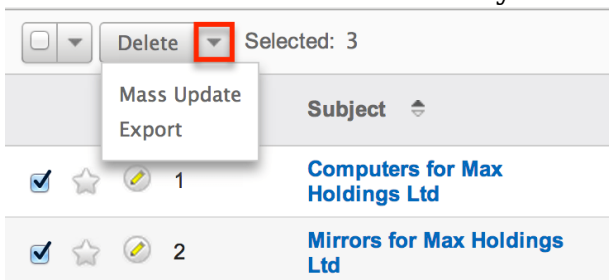 Delete Selected: 3
Mass Update
Export
Subject
1 Computers for Max
Holdings Ltd
2 Mirrors for Max Holdings
Ltd